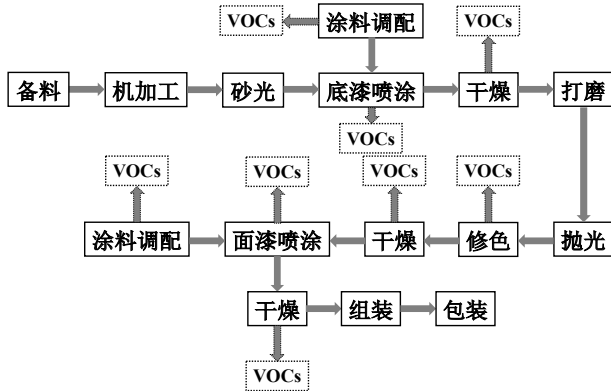 VOCs
涂料调配
VOCs
备料
机加工
砂光
底漆喷涂
干燥
打磨
VOCs
VOCs
VOCs
VOCs
VOCs
涂料调配
面漆喷涂
干燥
修色
抛光
干燥
组装
包装
VOCs